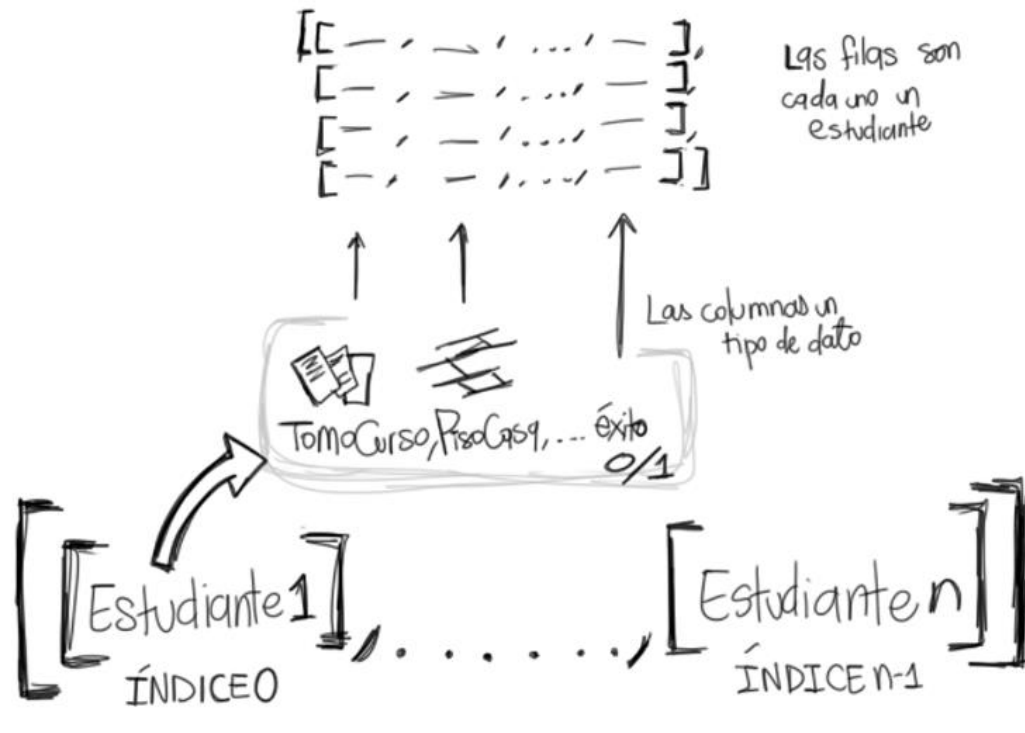 [[ — , — , ... , — ],
[ — , — , ... , — ],
[ — , — , ... , — ],
[ — , — , ... , — ]]
Las filas son
cada uno un
estudiante
Las columnas un
tipo de dato
TomoCurso,PisoCasa, ... éxito
0/1
[[Estudiante 1], . . . . . . ,[Estudiante n]]
ÍNDICE 0
ÍNDICE n-1